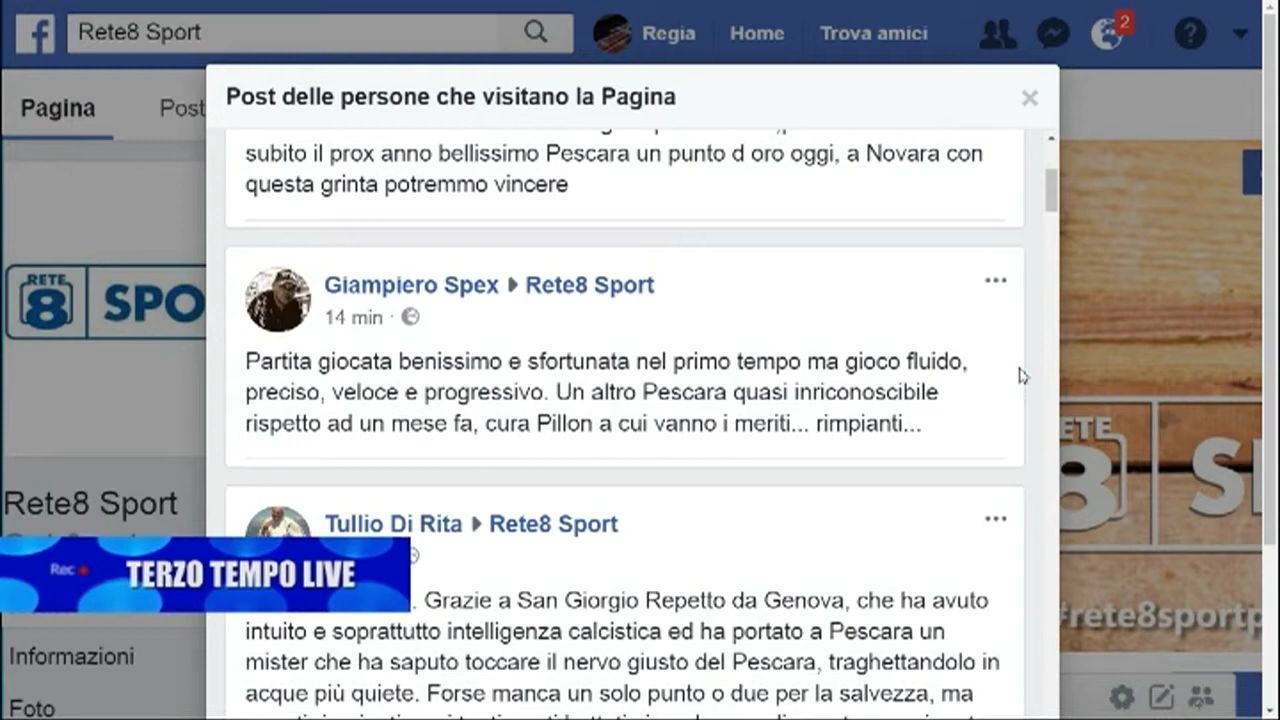 Rete8 Sport
Regia
Home
Trova amici
2
?
Pagina
Post
Post delle persone che visitano la Pagina
×
subito il prox anno bellissimo Pescara un punto d oro oggi, a Novara con
questa grinta potremmo vincere
Giampiero Spex Rete8 Sport
14 min ·
Partita giocata benissimo e sfortunata nel primo tempo ma gioco fluido,
preciso, veloce e progressivo. Un altro Pescara quasi inriconoscibile
rispetto ad un mese fa, cura Pillon a cui vanno i meriti... rimpianti...
Tullio Di Rita Rete8 Sport
. Grazie a San Giorgio Repetto da Genova, che ha avuto
intuito e soprattutto intelligenza calcistica ed ha portato a Pescara un
mister che ha saputo toccare il nervo giusto del Pescara, traghettandolo in
acque più quiete. Forse manca un solo punto o due per la salvezza, ma
RETE
8
SPO
Rete8 Sport
Rec
TERZO TEMPO LIVE
Informazioni
Foto
ETE
8
S
#rete8sportp